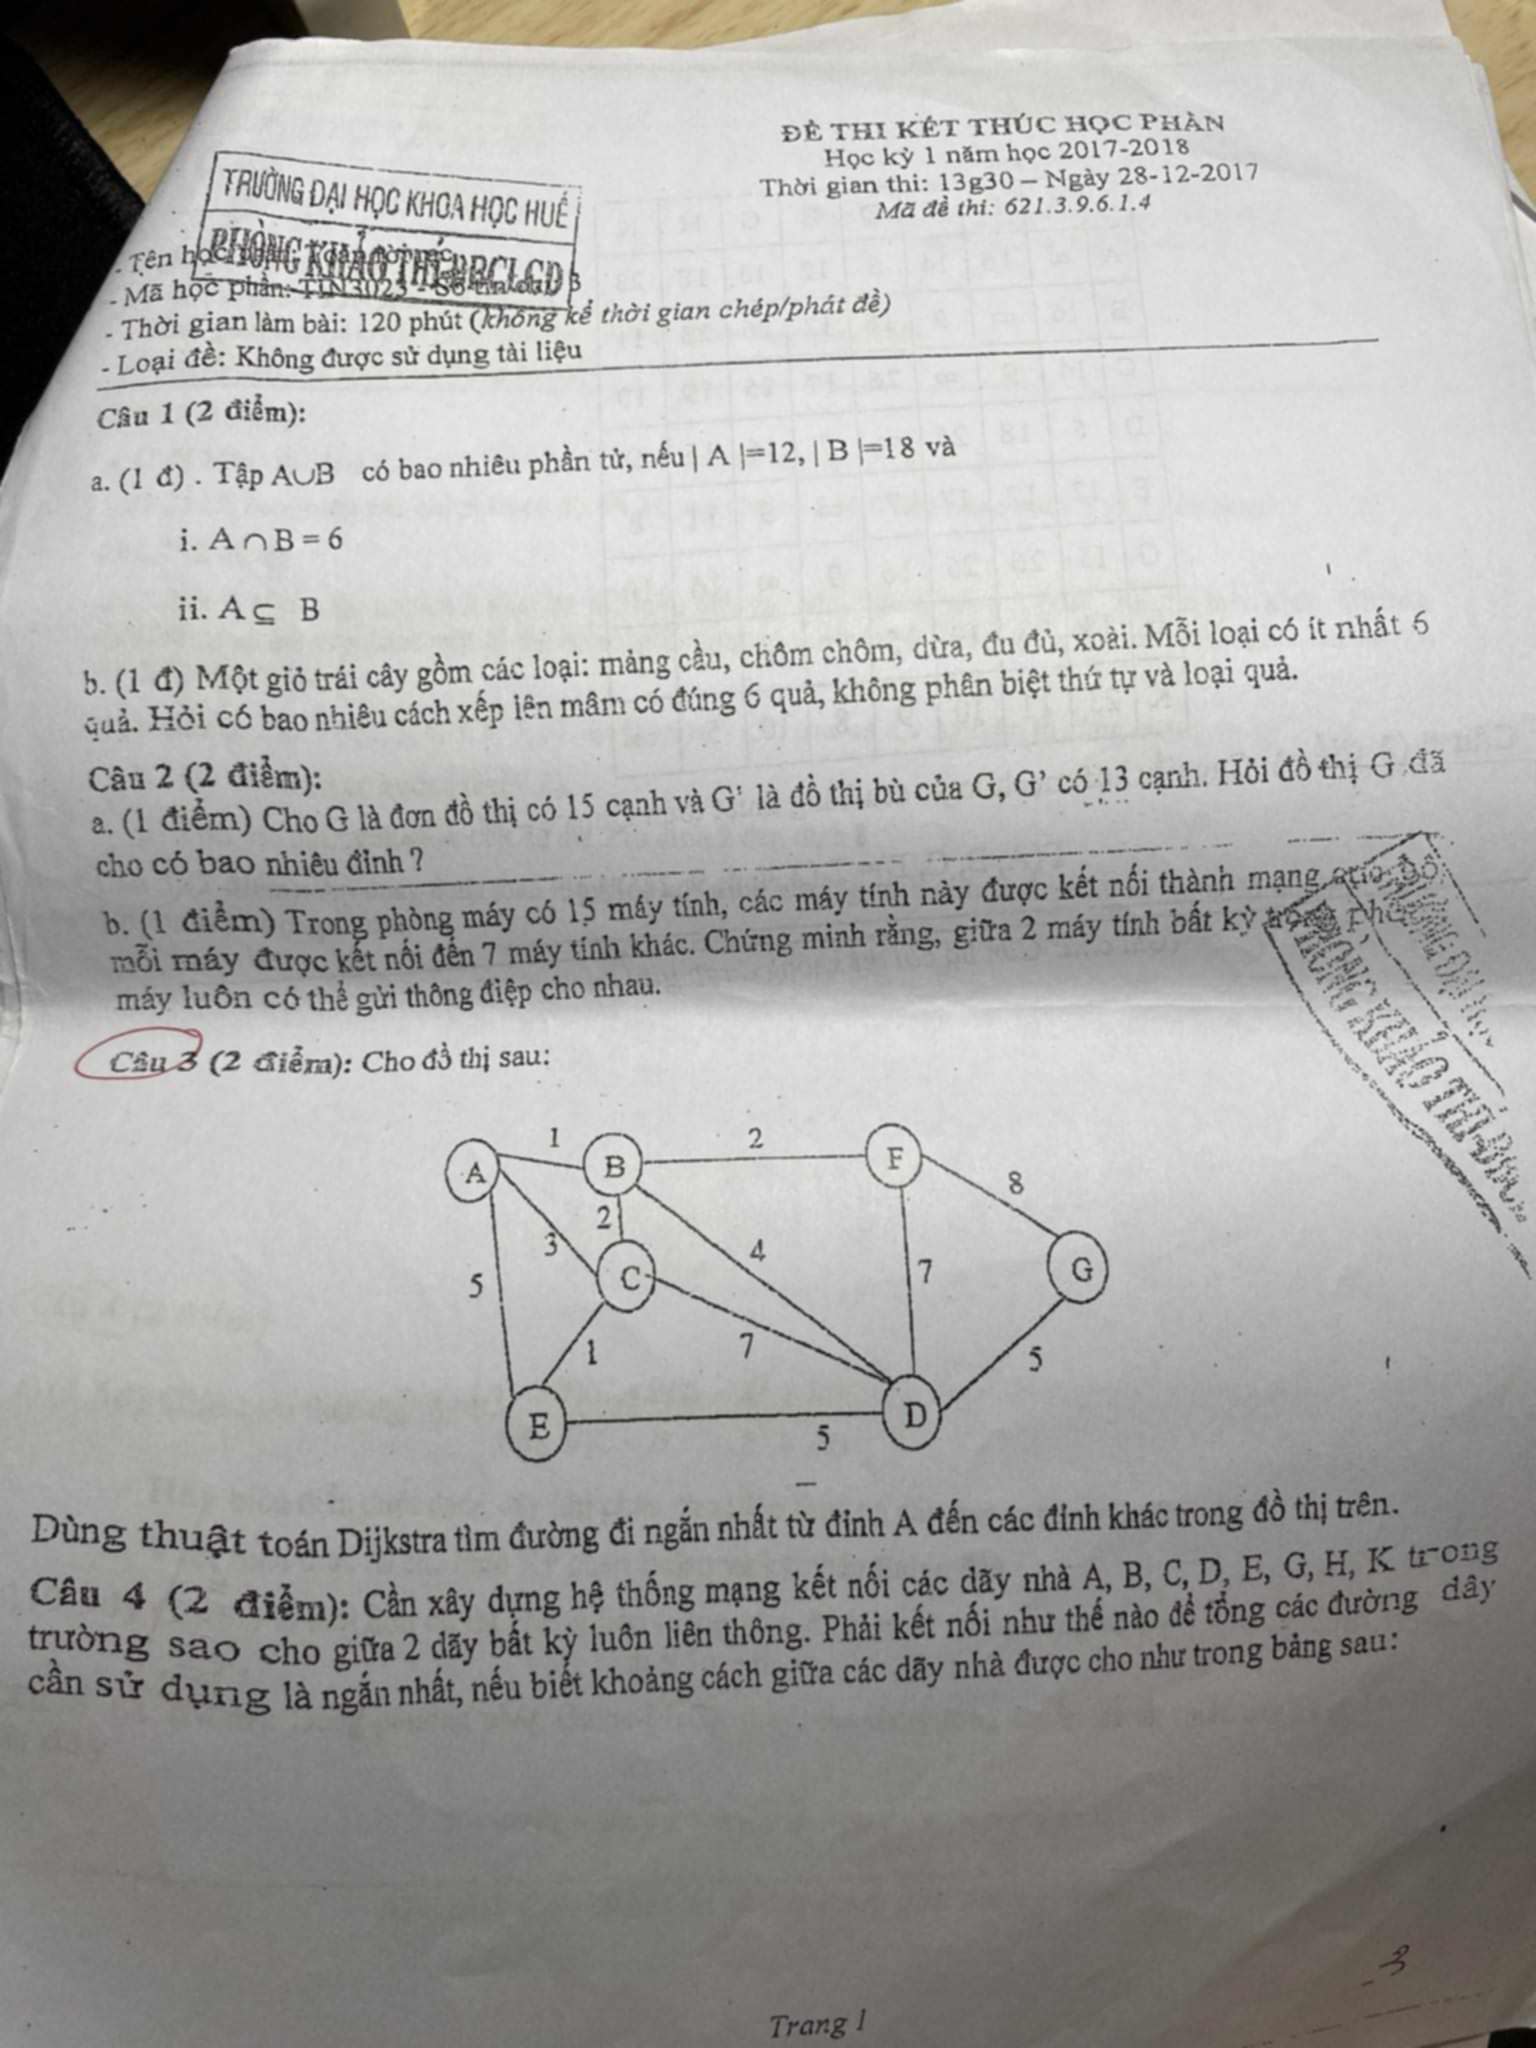 ĐỀ THI KẾT THÚC HỌC PHẦN
Học kỳ 1 năm học 2017-2018
Thời gian thi: 13g30 – Ngày 28-12-2017
Mã đề thi: 621.3.9.6.1.4
TRƯỜNG ĐẠI HỌC KHOA HỌC HUẾ
PHÒNG KHẢO THÍ-ĐBCLGD
- Tên học phần: Toán rời rạc
- Mã học phần: TIN3023 - Số tín chỉ: 3
- Thời gian làm bài: 120 phút (không kể thời gian chép/phát đề)
- Loại đề: Không được sử dụng tài liệu
Câu 1 (2 điểm):
a. (1 đ) . Tập A∪B có bao nhiêu phần tử, nếu | A |=12, | B |=18 và
i. A ∩ B = 6
ii. A ⊆ B
b. (1 đ) Một giỏ trái cây gồm các loại: mảng cầu, chôm chôm, dừa, đu đủ, xoài. Mỗi loại có ít nhất 6
quả. Hỏi có bao nhiêu cách xếp lên mâm có đúng 6 quả, không phân biệt thứ tự và loại quả.
Câu 2 (2 điểm):
a. (1 điểm) Cho G là đơn đồ thị có 15 cạnh và G' là đồ thị bù của G, G' có 13 cạnh. Hỏi đồ thị G đã
cho có bao nhiêu đỉnh ?
b. (1 điểm) Trong phòng máy có 15 máy tính, các máy tính này được kết nối thành mạng
mỗi máy được kết nối đến 7 máy tính khác. Chứng minh rằng, giữa 2 máy tính bất kỳ trong
máy luôn có thể gửi thông điệp cho nhau.
TRƯỜNG ĐẠI HỌC
PHÒNG KHẢO THÍ-ĐBCL
Câu 3 (2 điểm): Cho đồ thị sau:
1
2
A
B
F
8
2
3
4
5
C
7
G
1
7
5
E
D
5
Dùng thuật toán Dijkstra tìm đường đi ngắn nhất từ đỉnh A đến các đỉnh khác trong đồ thị trên.
Câu 4 (2 điểm): Cần xây dựng hệ thống mạng kết nối các dãy nhà A, B, C, D, E, G, H, K trong
trường sao cho giữa 2 dãy bất kỳ luôn liên thông. Phải kết nối như thế nào để tổng các đường dây
cần sử dụng là ngắn nhất, nếu biết khoảng cách giữa các dãy nhà được cho như trong bảng sau:
3
Trang 1